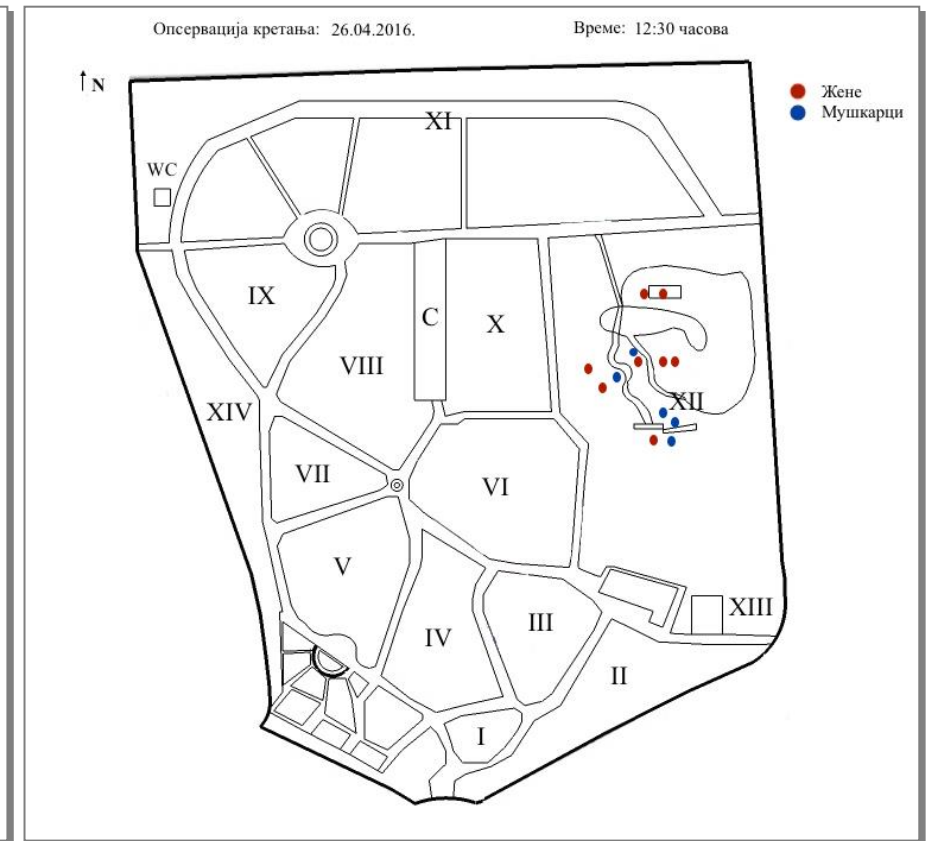 Опсервација кретања: 26.04.2016. Време: 12:30 часова
N
Жене
Мушкарци
XI
WC
IX
C
X
VIII
XIV
XII
VII
VI
V
XIII
III
IV
II
I